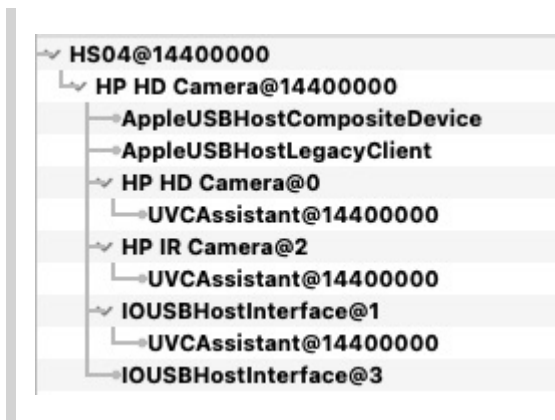 HS04@14400000
HP HD Camera@14400000
AppleUSBHostCompositeDevice
AppleUSBHostLegacyClient
HP HD Camera@0
UVCAssistant@14400000
HP IR Camera@2
UVCAssistant@14400000
IOUSBHostInterface@1
UVCAssistant@14400000
IOUSBHostInterface@3